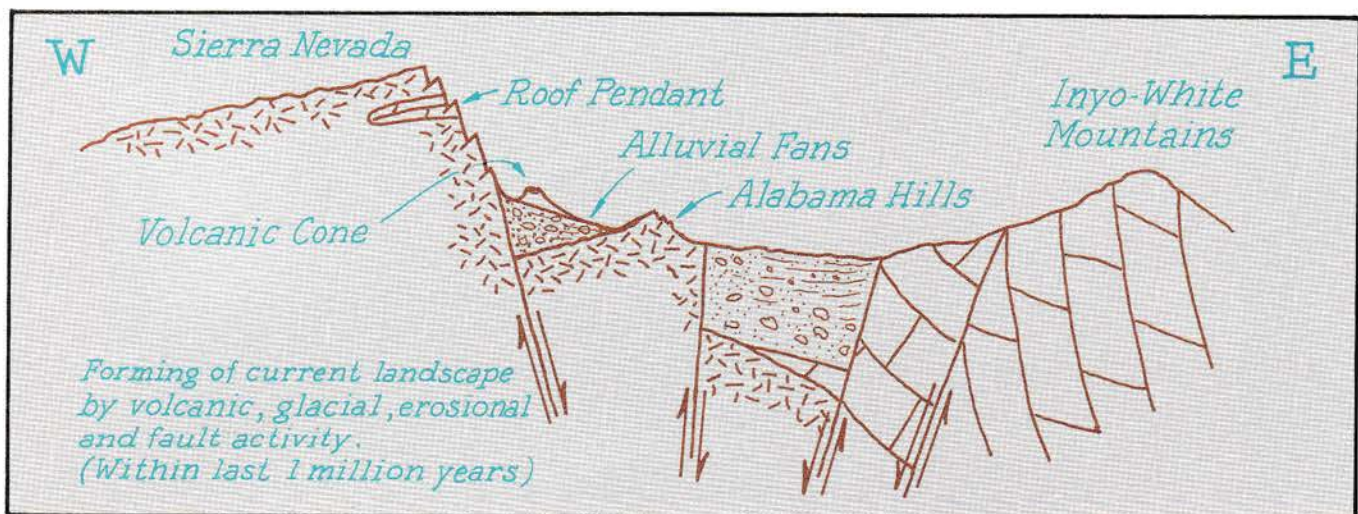 W
Sierra Nevada
E
Roof Pendant
Inyo-White
Mountains
Alluvial Fans
Alabama Hills
Volcanic Cone
Forming of current landscape
by volcanic, glacial, erosional
and fault activity.
(Within last 1 million years)